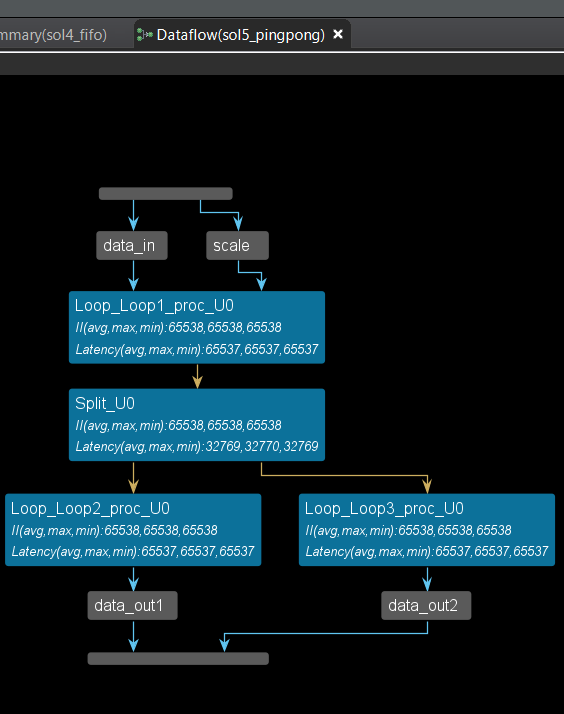 mmary(sol4_fifo)
Dataflow(sol5_pingpong)
data_in
scale
Loop_Loop1_proc_U0
II(avg,max,min):65538,65538,65538
Latency(avg,max,min):65537,65537,65537
Split_U0
II(avg,max,min):65538,65538,65538
Latency(avg,max,min):32769,32770,32769
Loop_Loop2_proc_U0
II(avg,max,min):65538,65538,65538
Latency(avg,max,min):65537,65537,65537
Loop_Loop3_proc_U0
II(avg,max,min):65538,65538,65538
Latency(avg,max,min):65537,65537,65537
data_out1
data_out2